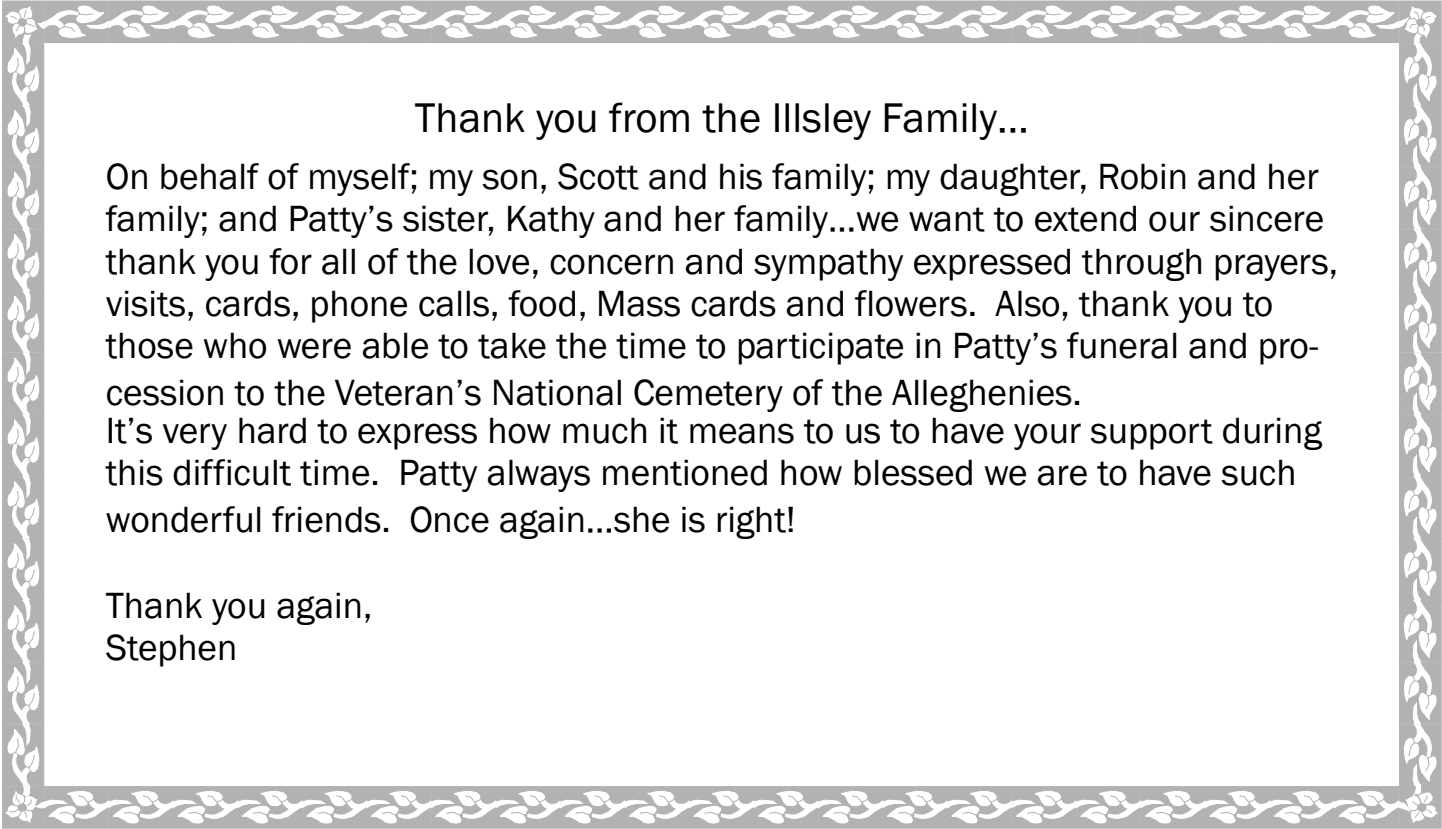 Thank you from the Illsley Family...
On behalf of myself; my son, Scott and his family; my daughter, Robin and her
family; and Patty’s sister, Kathy and her family...we want to extend our sincere
thank you for all of the love, concern and sympathy expressed through prayers,
visits, cards, phone calls, food, Mass cards and flowers.  Also, thank you to
those who were able to take the time to participate in Patty’s funeral and pro-
cession to the Veteran’s National Cemetery of the Alleghenies.
It’s very hard to express how much it means to us to have your support during
this difficult time.  Patty always mentioned how blessed we are to have such
wonderful friends.  Once again...she is right!
Thank you again,
Stephen